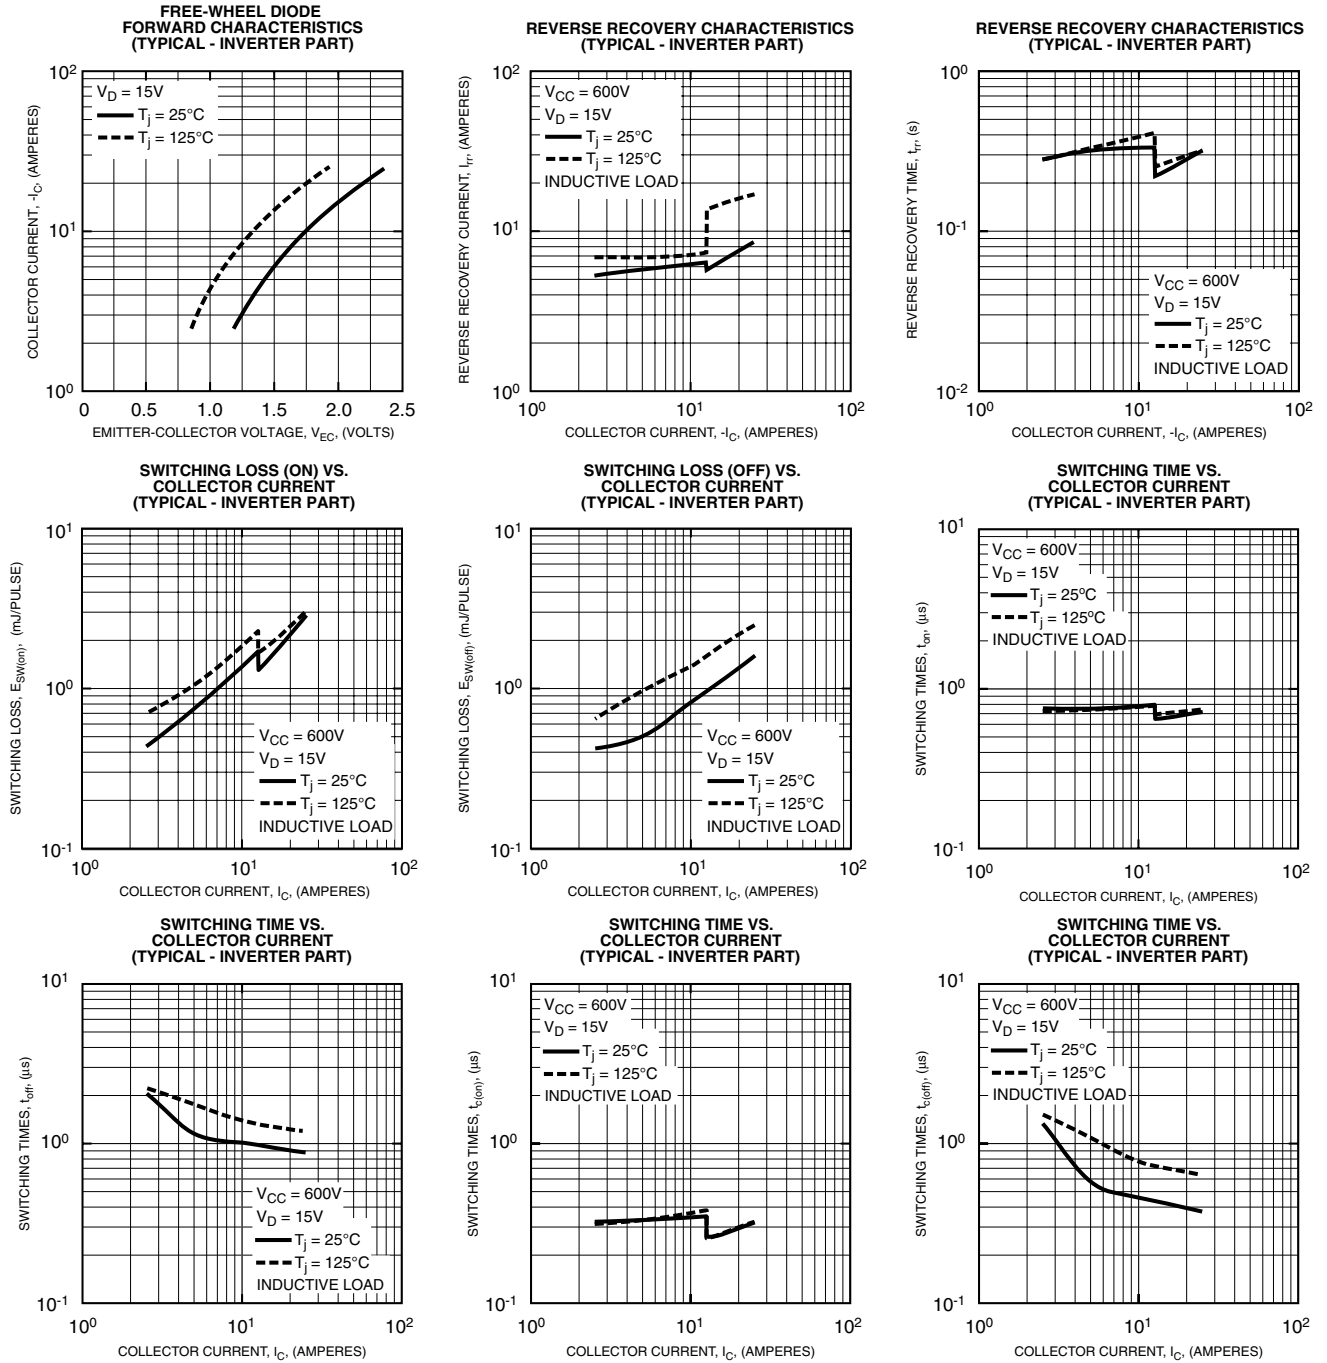 FREE-WHEEL DIODE
FORWARD CHARACTERISTICS
(TYPICAL - INVERTER PART)
COLLECTOR CURRENT, -I_C, (AMPERES)
10²
10¹
10⁰
V_D = 15V
T_j = 25°C
T_j = 125°C
0 0.5 1.0 1.5 2.0 2.5
EMITTER-COLLECTOR VOLTAGE, V_EC, (VOLTS)
REVERSE RECOVERY CHARACTERISTICS
(TYPICAL - INVERTER PART)
REVERSE RECOVERY CURRENT, I_rr, (AMPERES)
10²
10¹
10⁰
V_CC = 600V
V_D = 15V
T_j = 25°C
T_j = 125°C
INDUCTIVE LOAD
10⁰ 10¹ 10²
COLLECTOR CURRENT, -I_C, (AMPERES)
REVERSE RECOVERY CHARACTERISTICS
(TYPICAL - INVERTER PART)
REVERSE RECOVERY TIME, t_rr, (s)
10⁰
10⁻¹
10⁻²
V_CC = 600V
V_D = 15V
T_j = 25°C
T_j = 125°C
INDUCTIVE LOAD
10⁰ 10¹ 10²
COLLECTOR CURRENT, -I_C, (AMPERES)
SWITCHING LOSS (ON) VS.
COLLECTOR CURRENT
(TYPICAL - INVERTER PART)
SWITCHING LOSS, E_SW(on), (mJ/PULSE)
10¹
10⁰
10⁻¹
V_CC = 600V
V_D = 15V
T_j = 25°C
T_j = 125°C
INDUCTIVE LOAD
10⁰ 10¹ 10²
COLLECTOR CURRENT, I_C, (AMPERES)
SWITCHING LOSS (OFF) VS.
COLLECTOR CURRENT
(TYPICAL - INVERTER PART)
SWITCHING LOSS, E_SW(off), (mJ/PULSE)
10¹
10⁰
10⁻¹
V_CC = 600V
V_D = 15V
T_j = 25°C
T_j = 125°C
INDUCTIVE LOAD
10⁰ 10¹ 10²
COLLECTOR CURRENT, I_C, (AMPERES)
SWITCHING TIME VS.
COLLECTOR CURRENT
(TYPICAL - INVERTER PART)
SWITCHING TIMES, t_on, (µs)
10¹
10⁰
10⁻¹
V_CC = 600V
V_D = 15V
T_j = 25°C
T_j = 125°C
INDUCTIVE LOAD
10⁰ 10¹ 10²
COLLECTOR CURRENT, I_C, (AMPERES)
SWITCHING TIME VS.
COLLECTOR CURRENT
(TYPICAL - INVERTER PART)
SWITCHING TIMES, t_off, (µs)
10¹
10⁰
10⁻¹
V_CC = 600V
V_D = 15V
T_j = 25°C
T_j = 125°C
INDUCTIVE LOAD
10⁰ 10¹ 10²
COLLECTOR CURRENT, I_C, (AMPERES)
SWITCHING TIME VS.
COLLECTOR CURRENT
(TYPICAL - INVERTER PART)
SWITCHING TIMES, t_c(on), (µs)
10¹
10⁰
10⁻¹
V_CC = 600V
V_D = 15V
T_j = 25°C
T_j = 125°C
INDUCTIVE LOAD
10⁰ 10¹ 10²
COLLECTOR CURRENT, I_C, (AMPERES)
SWITCHING TIME VS.
COLLECTOR CURRENT
(TYPICAL - INVERTER PART)
SWITCHING TIMES, t_c(off), (µs)
10¹
10⁰
10⁻¹
V_CC = 600V
V_D = 15V
T_j = 25°C
T_j = 125°C
INDUCTIVE LOAD
10⁰ 10¹ 10²
COLLECTOR CURRENT, I_C, (AMPERES)